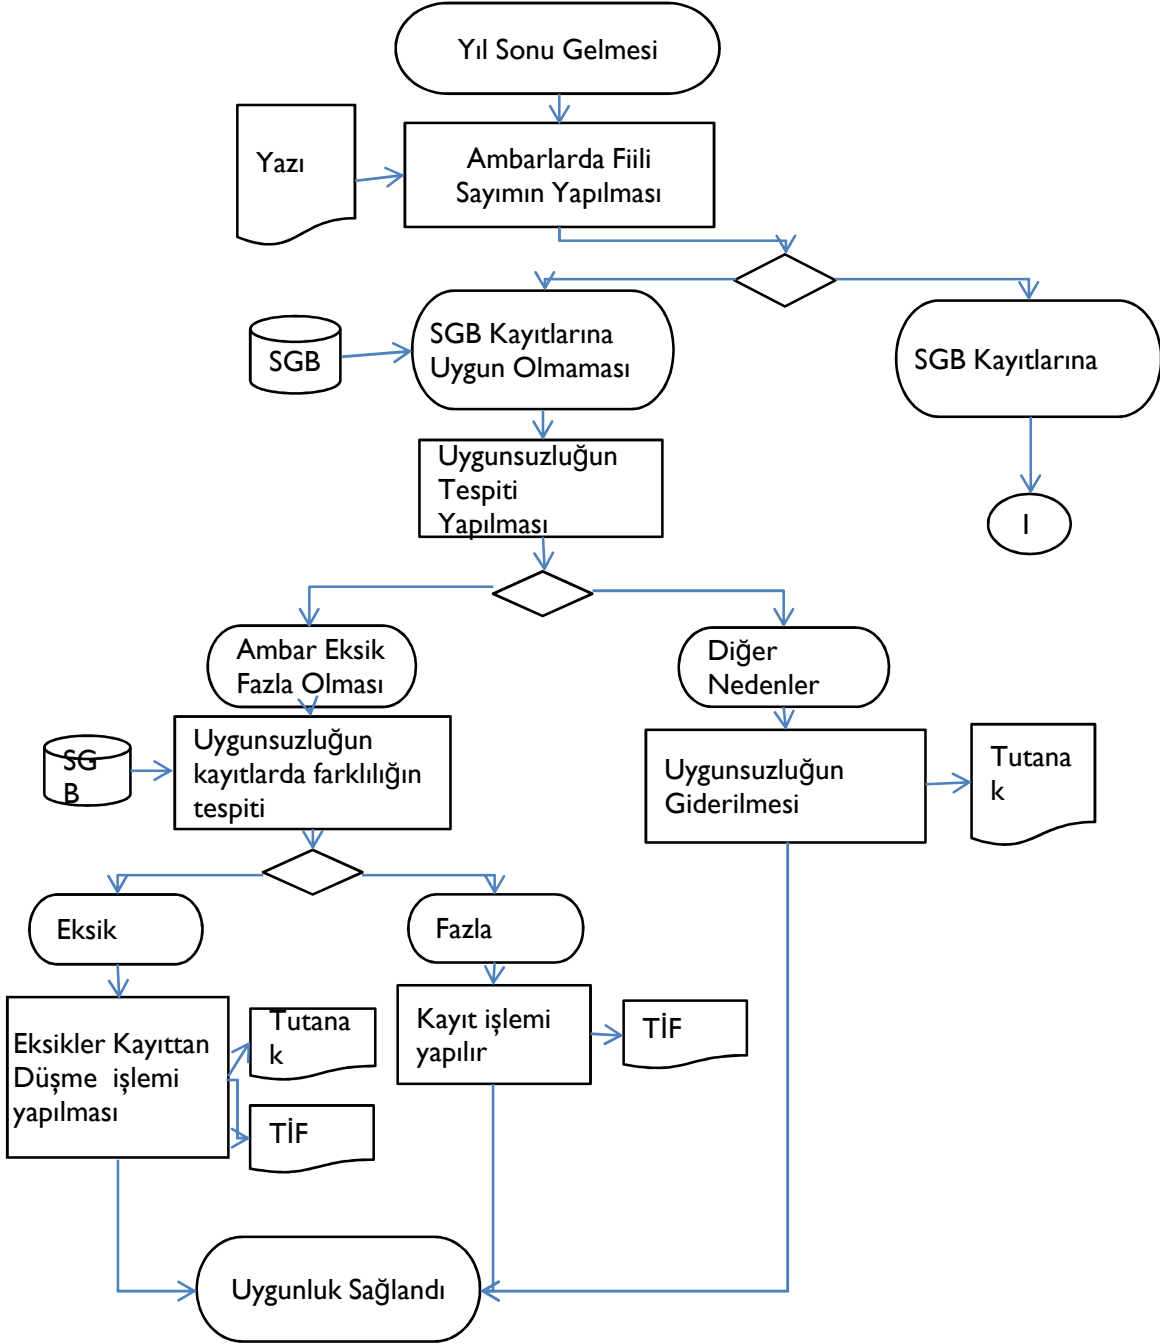 Yıl Sonu Gelmesi
Yazı
Ambarlarda Fiili
Sayımın Yapılması
SGB
SGB Kayıtlarına
Uygun Olmaması
SGB Kayıtlarına
Uygunsuzluğun
Tespiti
Yapılması
I
Ambar Eksik
Fazla Olması
Diğer
Nedenler
SG
B
Uygunsuzluğun
kayıtlarda farklılığın
tespiti
Uygunsuzluğun
Giderilmesi
Tutana
k
Eksik
Fazla
Eksikler Kayıttan
Düşme işlemi
yapılması
Tutana
k
TİF
Kayıt işlemi
yapılır
TİF
Uygunluk Sağlandı